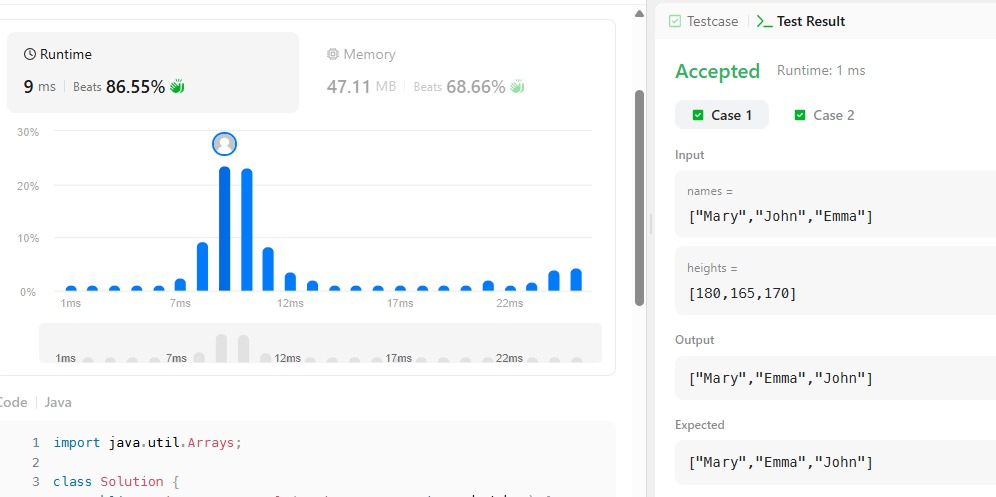 Runtime
9 ms | Beats 86.55%
Memory
47.11 MB | Beats 68.66%
30%
20%
10%
0%
1ms 7ms 12ms 17ms 22ms
1ms 7ms 12ms 17ms 22ms
Code | Java
1 import java.util.Arrays;
2
3 class Solution {
Testcase | Test Result
Accepted Runtime: 1 ms
Case 1 Case 2
Input
names =
["Mary","John","Emma"]
heights =
[180,165,170]
Output
["Mary","Emma","John"]
Expected
["Mary","Emma","John"]